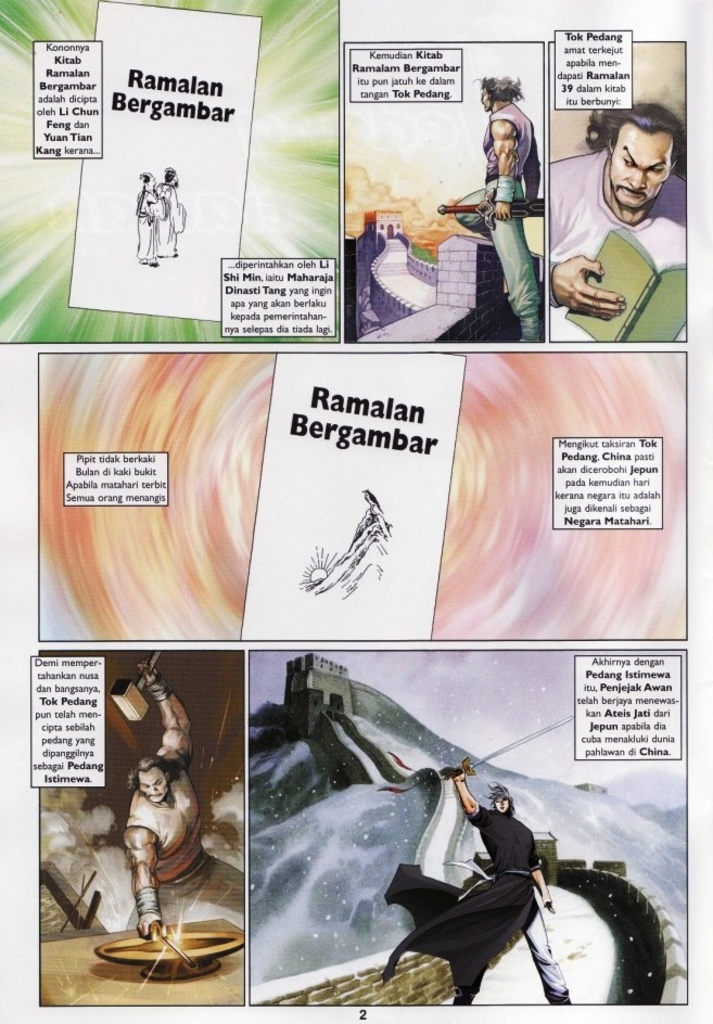 Kononnya
Kitab
Ramalan
Bergambar
adalah dicipta
oleh Li Chun
Feng dan
Yuan Tian
Kang kerana...
Ramalan
Bergambar
...diperintahkan oleh Li
Shi Min, iaitu Maharaja
Dinasti Tang yang ingin
apa yang akan berlaku
kepada pemerintahan-
nya selepas dia tiada lagi.
Kemudian Kitab
Ramalam Bergambar
itu pun jatuh ke dalam
tangan Tok Pedang.
Tok Pedang
amat terkejut
apabila men-
dapati Ramalan
39 dalam kitab
itu berbunyi:
Pipit tidak berkaki
Bulan di kaki bukit
Apabila matahari terbit
Semua orang menangis
Ramalan
Bergambar
Mengikut taksiran Tok
Pedang, China pasti
akan dicerobohi Jepun
pada kemudian hari
kerana negara itu adalah
juga dikenali sebagai
Negara Matahari.
Demi memper-
tahankan nusa
dan bangsanya,
Tok Pedang
pun telah men-
cipta sebilah
pedang yang
dipanggilnya
sebagai Pedang
Istimewa.
Akhirnya dengan
Pedang Istimewa
itu, Penjejak Awan
telah berjaya menewas-
kan Ateis Jati dari
Jepun apabila dia
cuba menakluki dunia
pahlawan di China.
2